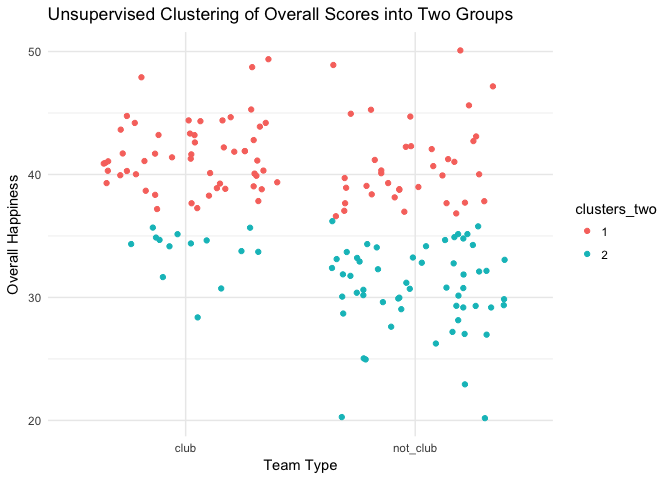 Unsupervised Clustering of Overall Scores into Two Groups
50
40
30
20
Overall Happiness
club
not_club
Team Type
clusters_two
1
2